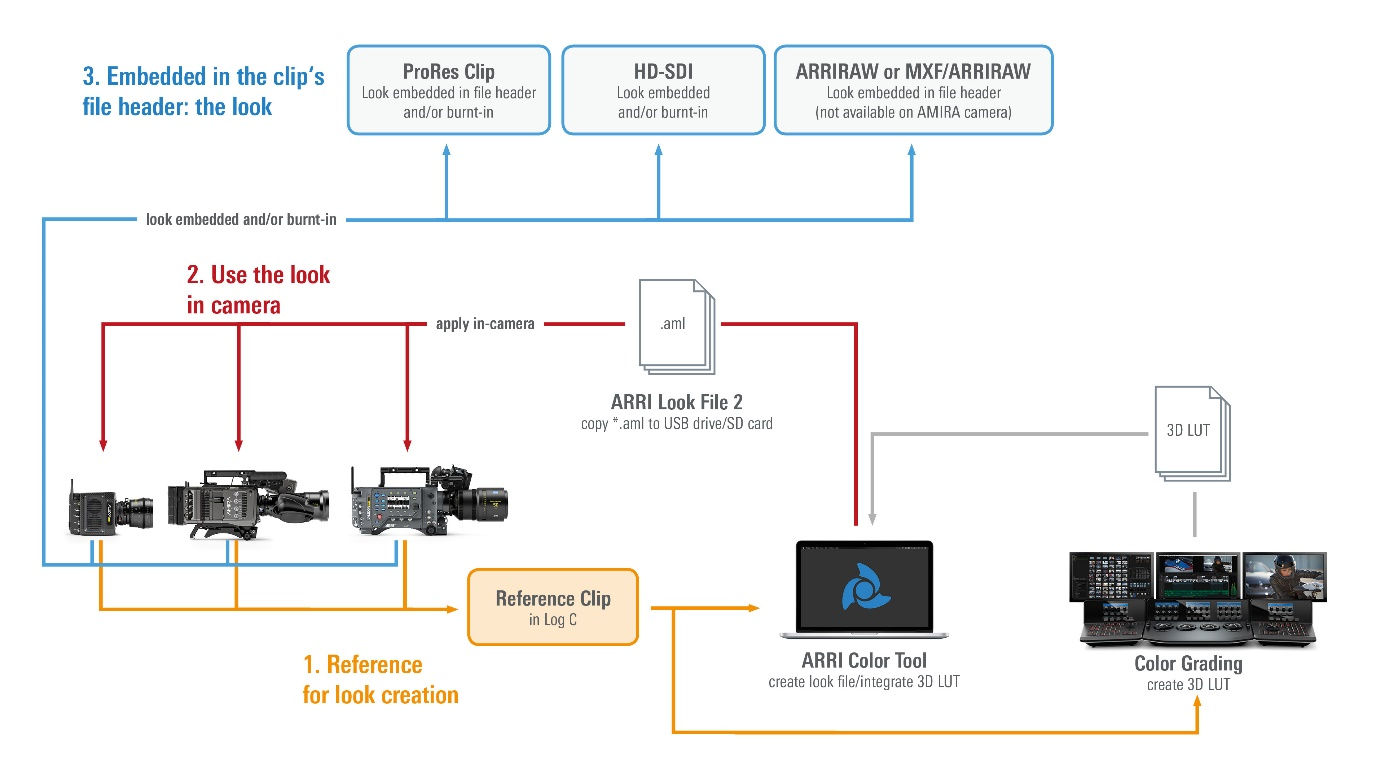 3. Embedded in the clip's
file header: the look
ProRes Clip
Look embedded in file header
and/or burnt-in
HD-SDI
Look embedded
and/or burnt-in
ARRIRAW or MXF/ARRIRAW
Look embedded in file header
(not available on AMIRA camera)
look embedded and/or burnt-in
2. Use the look
in camera
apply in-camera
.aml
ARRI Look File 2
copy *.aml to USB drive/SD card
3D LUT
Reference Clip
in Log C
1. Reference
for look creation
ARRI Color Tool
create look file/integrate 3D LUT
Color Grading
create 3D LUT